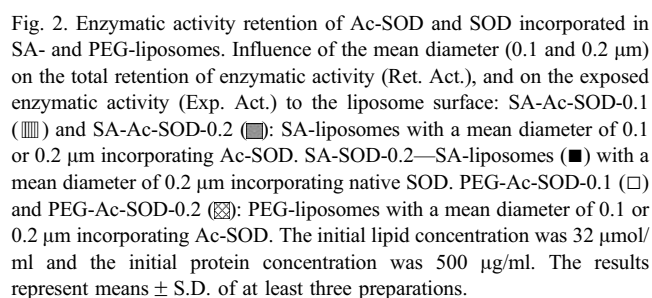 Fig. 2. Enzymatic activity retention of Ac-SOD and SOD incorporated in
SA- and PEG-liposomes. Influence of the mean diameter (0.1 and 0.2 μm)
on the total retention of enzymatic activity (Ret. Act.), and on the exposed
enzymatic activity (Exp. Act.) to the liposome surface: SA-Ac-SOD-0.1
(▥) and SA-Ac-SOD-0.2 (▩): SA-liposomes with a mean diameter of 0.1
or 0.2 μm incorporating Ac-SOD. SA-SOD-0.2—SA-liposomes (■) with a
mean diameter of 0.2 μm incorporating native SOD. PEG-Ac-SOD-0.1 (□)
and PEG-Ac-SOD-0.2 (▨): PEG-liposomes with a mean diameter of 0.1 or
0.2 μm incorporating Ac-SOD. The initial lipid concentration was 32 μmol/
ml and the initial protein concentration was 500 μg/ml. The results
represent means ± S.D. of at least three preparations.